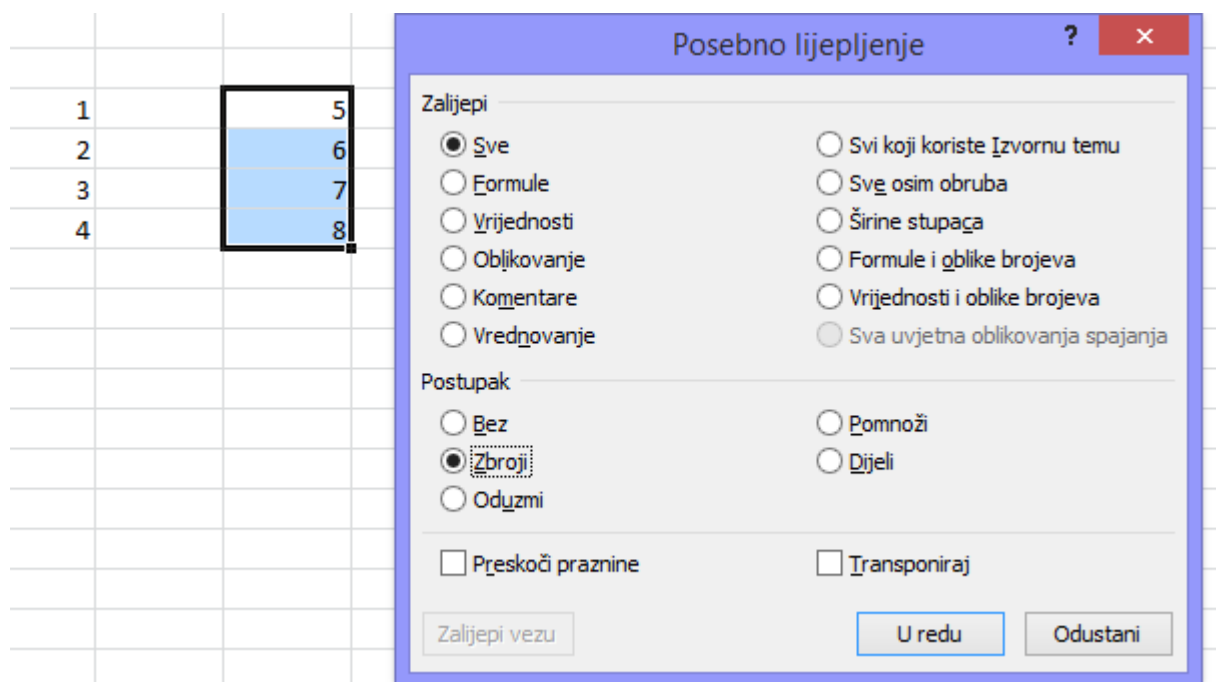 Posebno lijepljenje ? ×
1 5
2 6
3 7
4 8
Zalijepi
Sve
Formule
Vrijednosti
Oblikovanje
Komentare
Vrednovanje
Svi koji koriste Izvornu temu
Sve osim obruba
Širine stupaca
Formule i oblike brojeva
Vrijednosti i oblike brojeva
Sva uvjetna oblikovanja spajanja
Postupak
Bez
Zbroji
Oduzmi
Pomnoži
Dijeli
Preskoči praznine
Transponiraj
Zalijepi vezu
U redu
Odustani